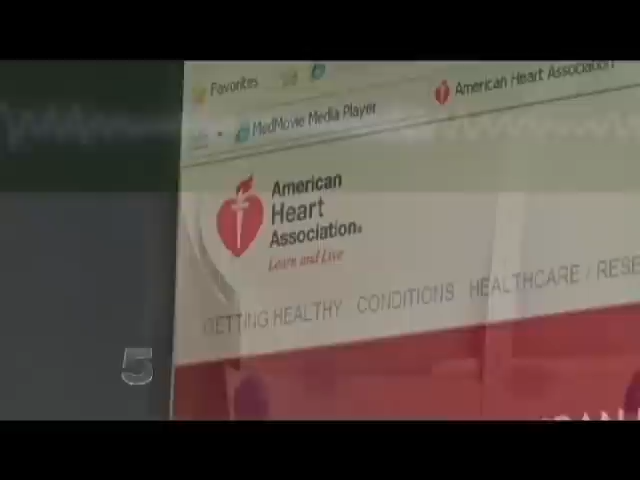 Favorites
American Heart Association
MedMovie Media Player
American
Heart
Association®
Learn and Live
GETTING HEALTHY CONDITIONS HEALTHCARE / RESE
5